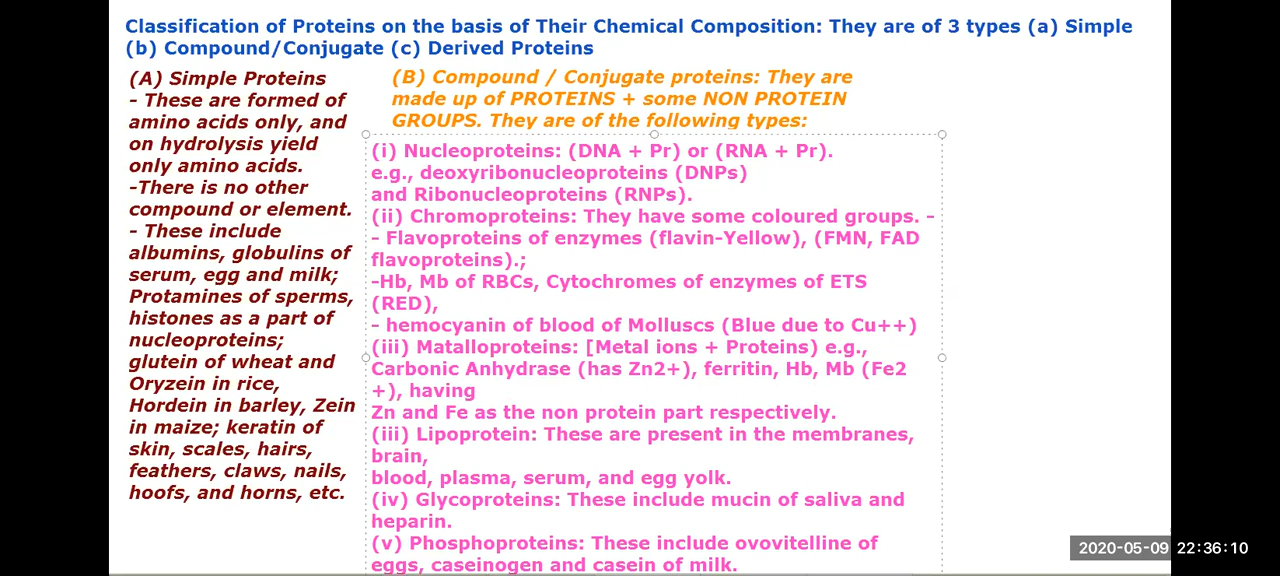 Classification of Proteins on the basis of Their Chemical Composition: They are of 3 types (a) Simple
(b) Compound/Conjugate (c) Derived Proteins
(A) Simple Proteins
- These are formed of
amino acids only, and
on hydrolysis yield
only amino acids.
-There is no other
compound or element.
- These include
albumins, globulins of
serum, egg and milk;
Protamines of sperms,
histones as a part of
nucleoproteins;
glutein of wheat and
Oryzein in rice,
Hordein in barley, Zein
in maize; keratin of
skin, scales, hairs,
feathers, claws, nails,
hoofs, and horns, etc.
(B) Compound / Conjugate proteins: They are
made up of PROTEINS + some NON PROTEIN
GROUPS. They are of the following types:
(i) Nucleoproteins: (DNA + Pr) or (RNA + Pr).
e.g., deoxyribonucleoproteins (DNPs)
and Ribonucleoproteins (RNPs).
(ii) Chromoproteins: They have some coloured groups. -
- Flavoproteins of enzymes (flavin-Yellow), (FMN, FAD
flavoproteins).;
-Hb, Mb of RBCs, Cytochromes of enzymes of ETS
(RED),
- hemocyanin of blood of Molluscs (Blue due to Cu++)
(iii) Matalloproteins: [Metal ions + Proteins) e.g.,
Carbonic Anhydrase (has Zn2+), ferritin, Hb, Mb (Fe2
+), having
Zn and Fe as the non protein part respectively.
(iii) Lipoprotein: These are present in the membranes,
brain,
blood, plasma, serum, and egg yolk.
(iv) Glycoproteins: These include mucin of saliva and
heparin.
(v) Phosphoproteins: These include ovovitelline of
eggs, caseinogen and casein of milk.
2020-05-09 22:36:10